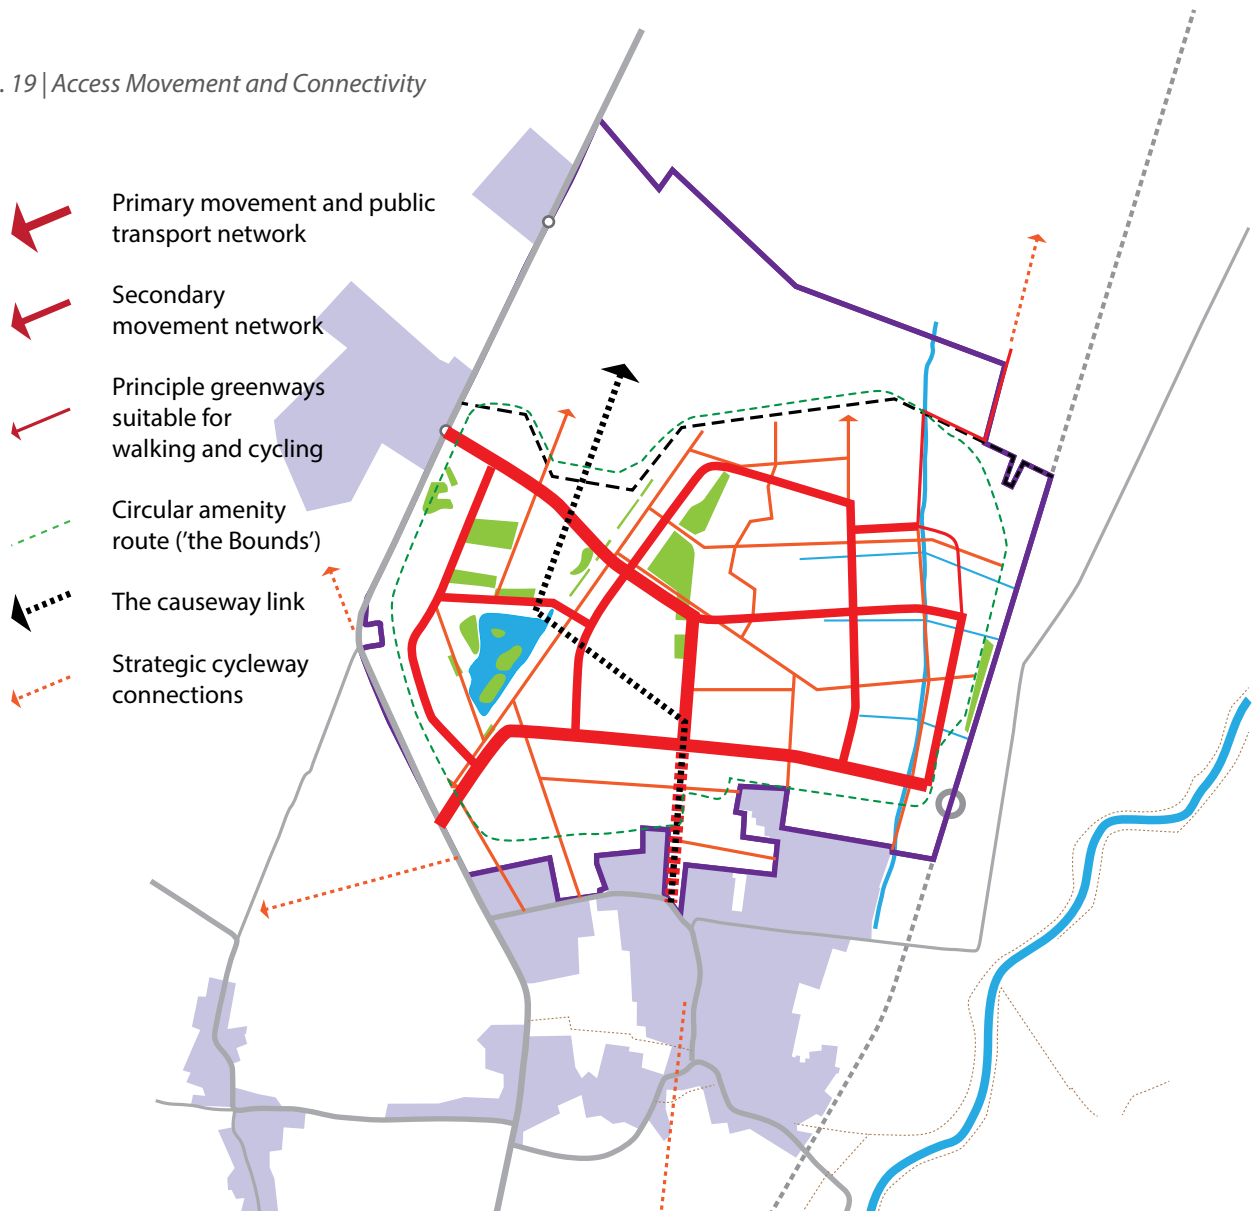 . 19 | Access Movement and Connectivity
Primary movement and public
transport network
Secondary
movement network
Principle greenways
suitable for
walking and cycling
Circular amenity
route ('the Bounds')
The causeway link
Strategic cycleway
connections